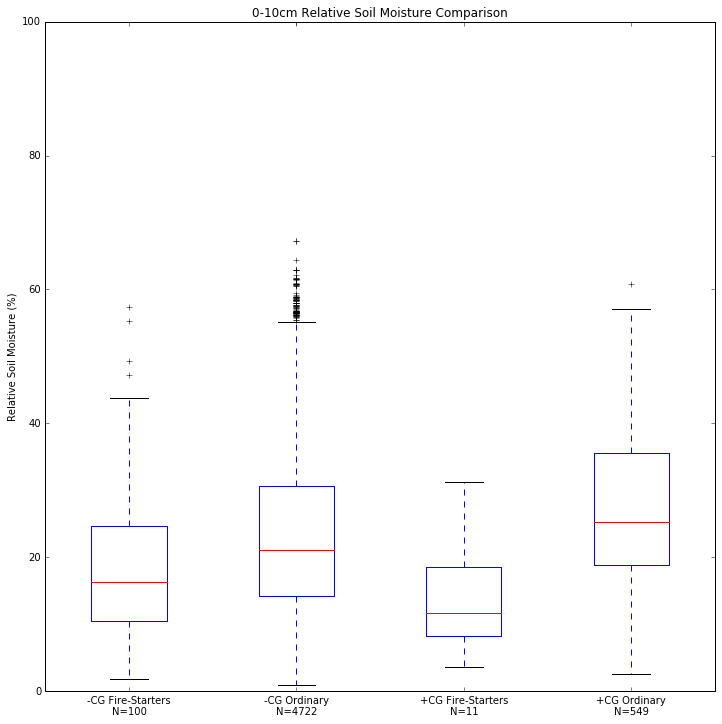 0-10cm Relative Soil Moisture Comparison
100
80
60
40
20
0
Relative Soil Moisture (%)
-CG Fire-Starters
N=100
-CG Ordinary
N=4722
+CG Fire-Starters
N=11
+CG Ordinary
N=549